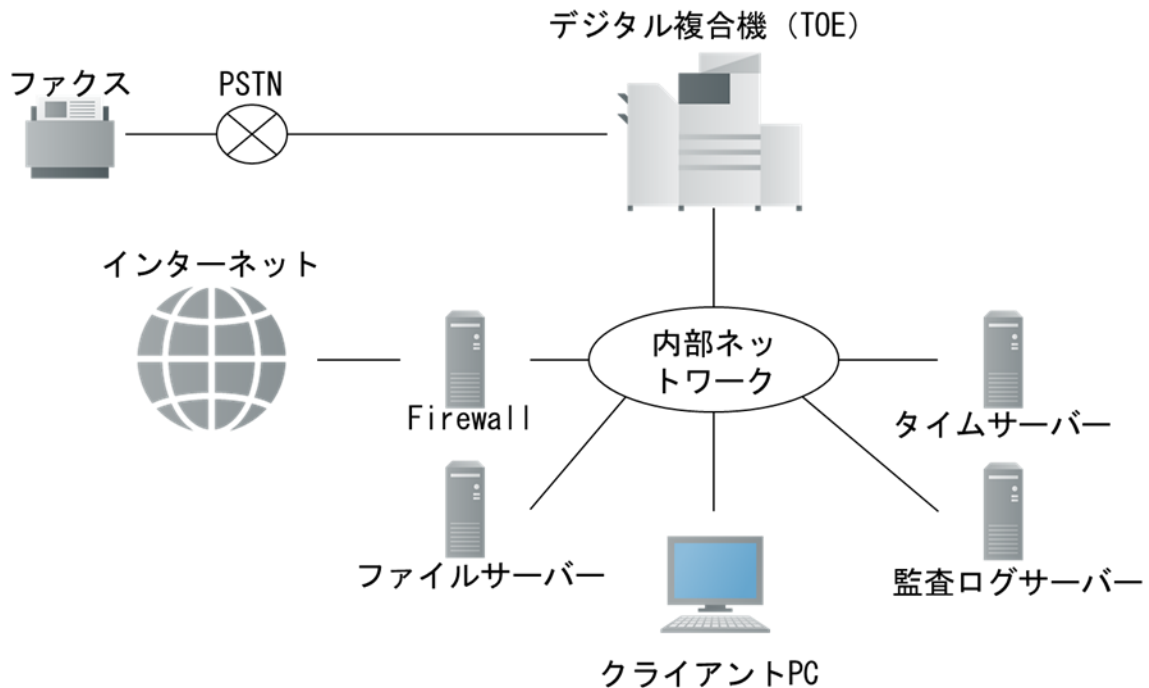 デジタル複合機（TOE）
ファクス
PSTN
インターネット
内部ネッ
トワーク
Firewall
タイムサーバー
ファイルサーバー
監査ログサーバー
クライアントPC